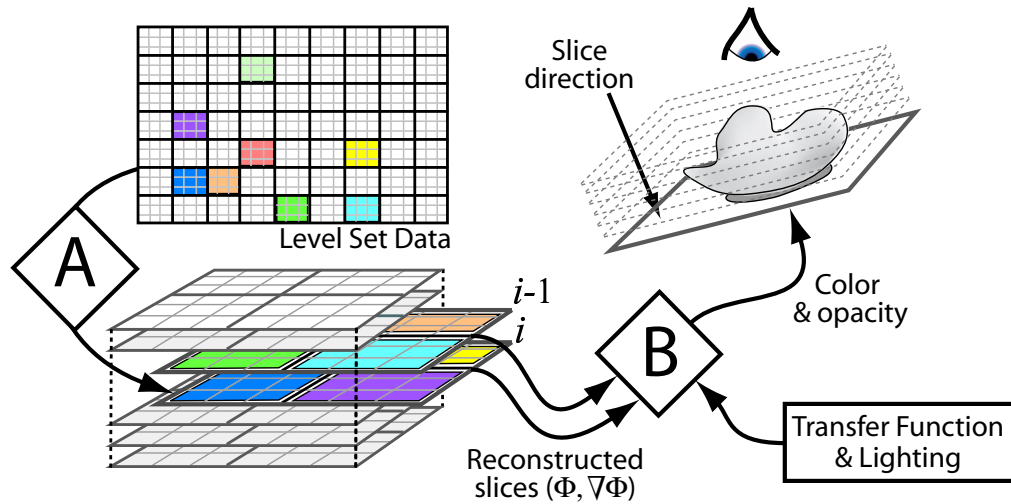 Slice
direction
Level Set Data
A
i-1
i
Color
& opacity
B
Transfer Function
& Lighting
Reconstructed
slices (Φ, ∇Φ)